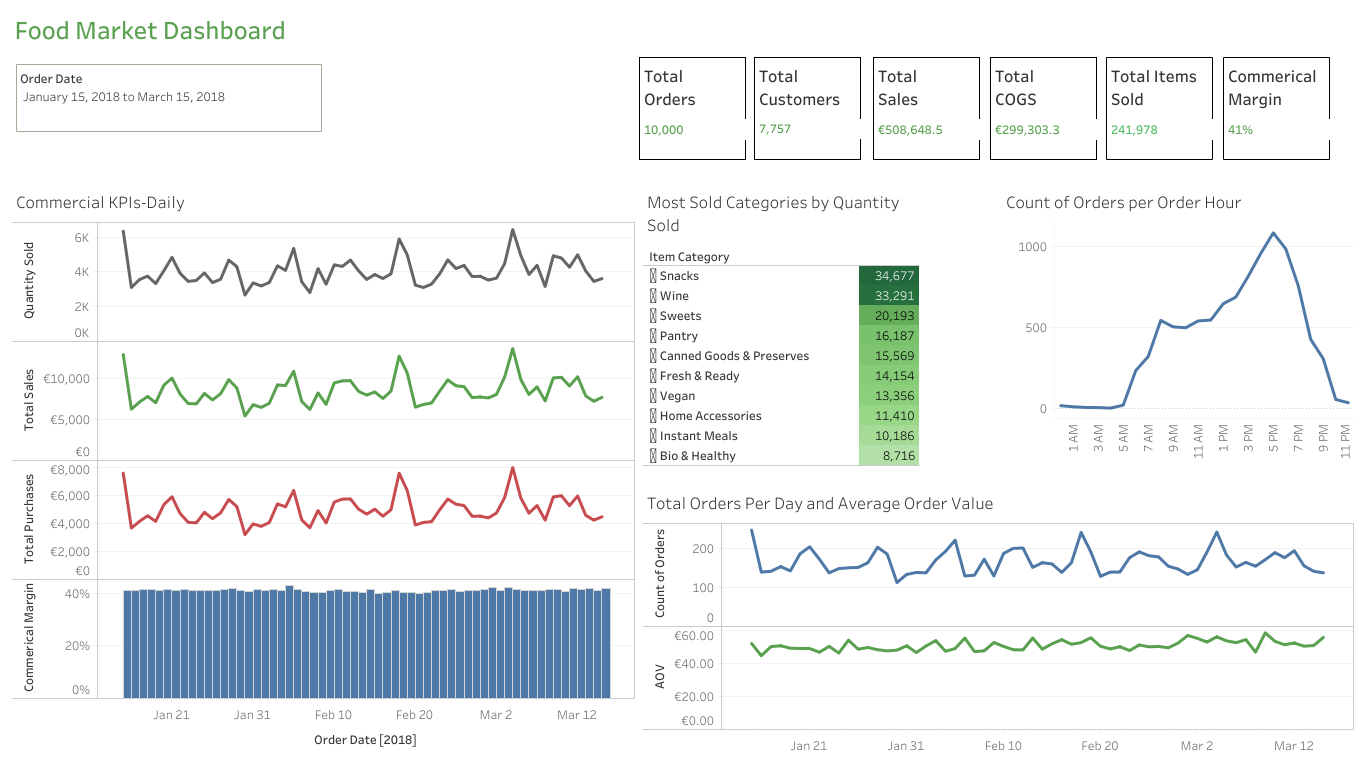 Food Market Dashboard
Order Date
January 15, 2018 to March 15, 2018
Total
Orders
10,000
Total
Customers
7,757
Total
Sales
€508,648.5
Total
COGS
€299,303.3
Total Items
Sold
241,978
Commerical
Margin
41%
Commercial KPIs-Daily
Quantity Sold
6K
4K
2K
0K
Total Sales
€10,000
€5,000
€0
Total Purchases
€8,000
€6,000
€4,000
€2,000
€0
Commerical Margin
40%
20%
0%
Jan 21 Jan 31 Feb 10 Feb 20 Mar 2 Mar 12
Order Date [2018]
Most Sold Categories by Quantity
Sold
Item Category
Snacks 34,677
Wine 33,291
Sweets 20,193
Pantry 16,187
Canned Goods & Preserves 15,569
Fresh & Ready 14,154
Vegan 13,356
Home Accessories 11,410
Instant Meals 10,186
Bio & Healthy 8,716
Count of Orders per Order Hour
1000
500
0
1 AM 3 AM 5 AM 7 AM 9 AM 11 AM 1 PM 3 PM 5 PM 7 PM 9 PM 11 PM
Total Orders Per Day and Average Order Value
Count of Orders
200
100
0
AOV
€60.00
€40.00
€20.00
€0.00
Jan 21 Jan 31 Feb 10 Feb 20 Mar 2 Mar 12